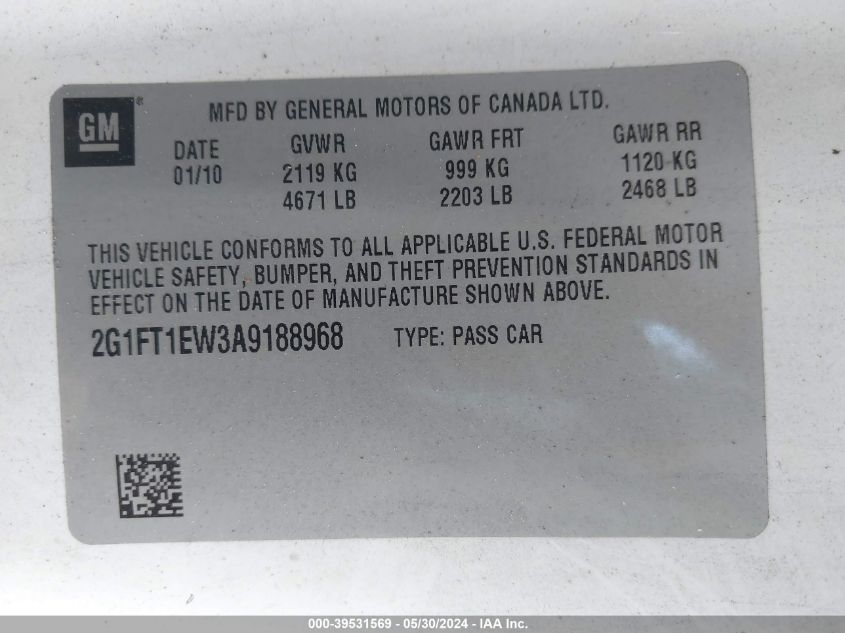 GM®
MFD BY GENERAL MOTORS OF CANADA LTD.
DATE GVWR GAWR FRT GAWR RR
01/10 2119 KG 999 KG 1120 KG
4671 LB 2203 LB 2468 LB
THIS VEHICLE CONFORMS TO ALL APPLICABLE U.S. FEDERAL MOTOR
VEHICLE SAFETY, BUMPER, AND THEFT PREVENTION STANDARDS IN
EFFECT ON THE DATE OF MANUFACTURE SHOWN ABOVE.
2G1FT1EW3A9188968 TYPE: PASS CAR
000-39531569 - 05/30/2024 - IAA Inc.